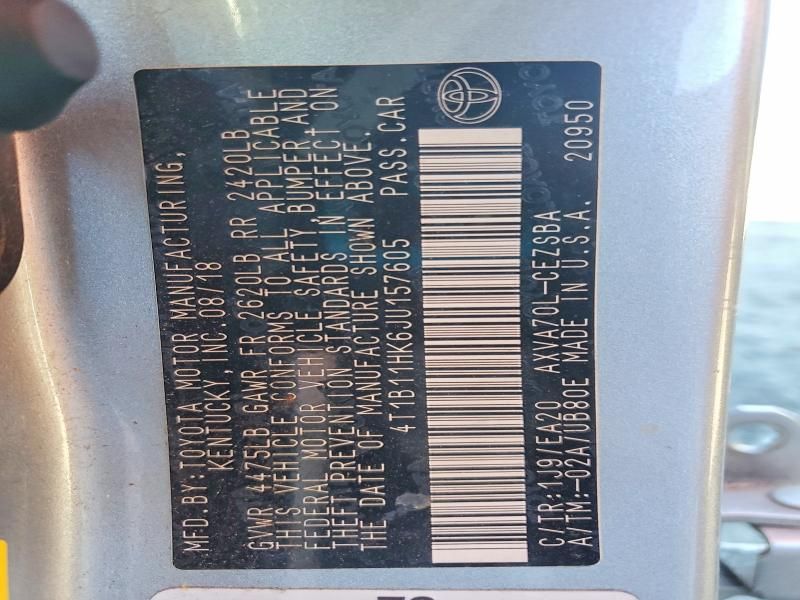 MFD.BY:TOYOTA MOTOR MANUFACTURING,
KENTUCKY, INC.08/18
GVWR 4475LB GAWR FR 2620LB RR 2420LB
THIS VEHICLE CONFORMS TO ALL APPLICABLE
FEDERAL MOTOR VEHICLE SAFETY, BUMPER, AND
THEFT PREVENTION STANDARDS IN EFFECT ON
THE DATE OF MANUFACTURE SHOWN ABOVE.
4T1B11HK6JU157605 PASS.CAR
C/TR:1J9/EA20 AXVA70L-CEZSBA
A/TM:-02A/UB80E MADE IN U.S.A. 20950